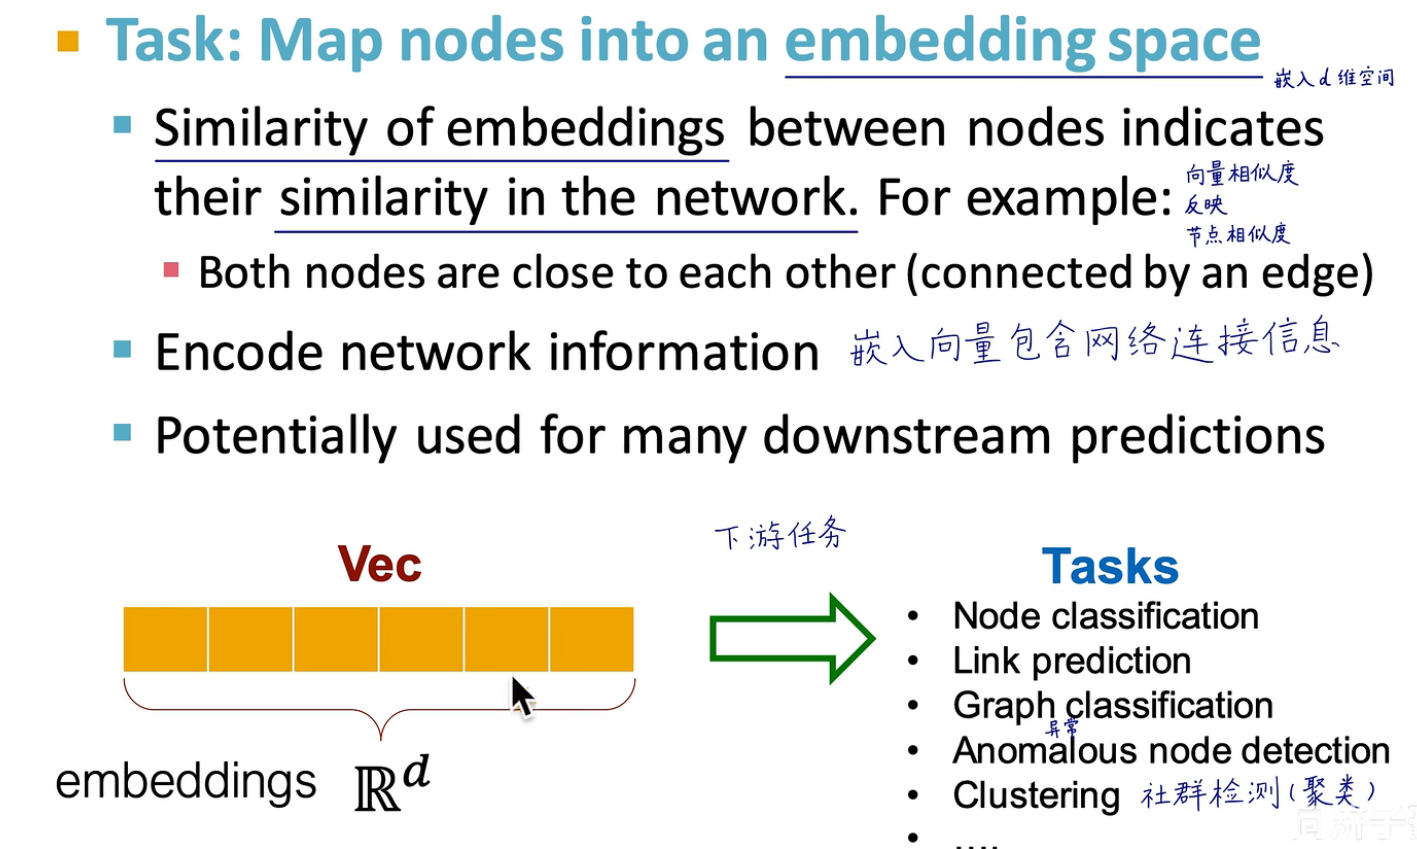 Task: Map nodes into an embedding space
嵌入d维空间
Similarity of embeddings between nodes indicates
their similarity in the network. For example:
向量相似度
反映
节点相似度
Both nodes are close to each other (connected by an edge)
Encode network information 嵌入向量包含网络连接信息
Potentially used for many downstream predictions
下游任务
Vec
embeddings ℝᵈ
Tasks
• Node classification
• Link prediction
• Graph classification
异常
• Anomalous node detection
• Clustering 社群检测(聚类)
• ....